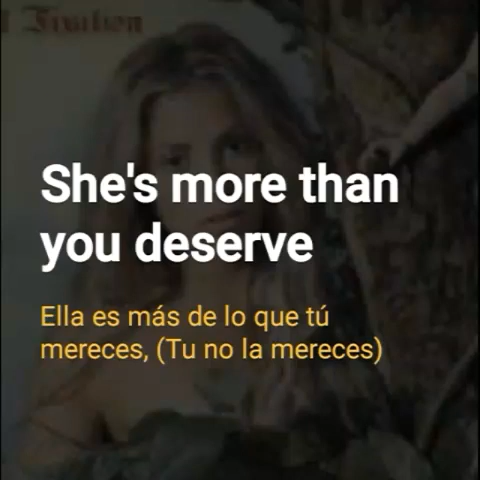 She's more than
you deserve
Ella es más de lo que tú
mereces, (Tu no la mereces)